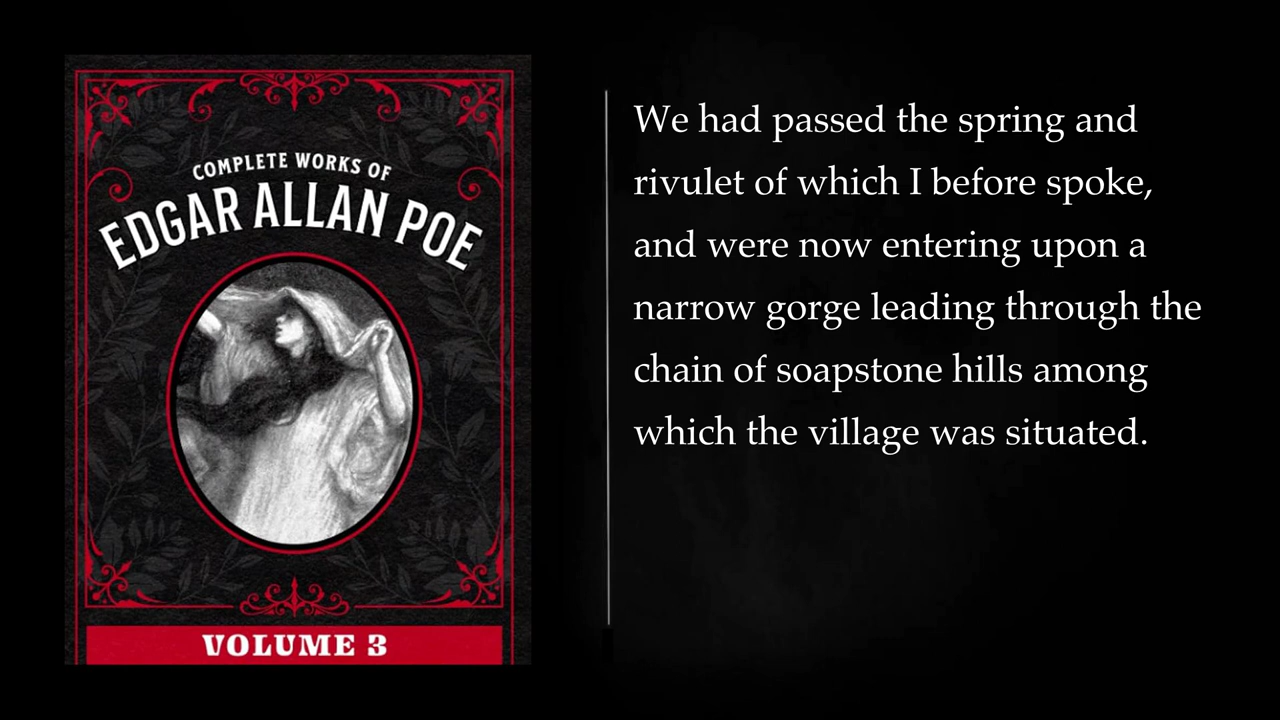 COMPLETE WORKS OF
EDGAR ALLAN POE
VOLUME 3
We had passed the spring and
rivulet of which I before spoke,
and were now entering upon a
narrow gorge leading through the
chain of soapstone hills among
which the village was situated.